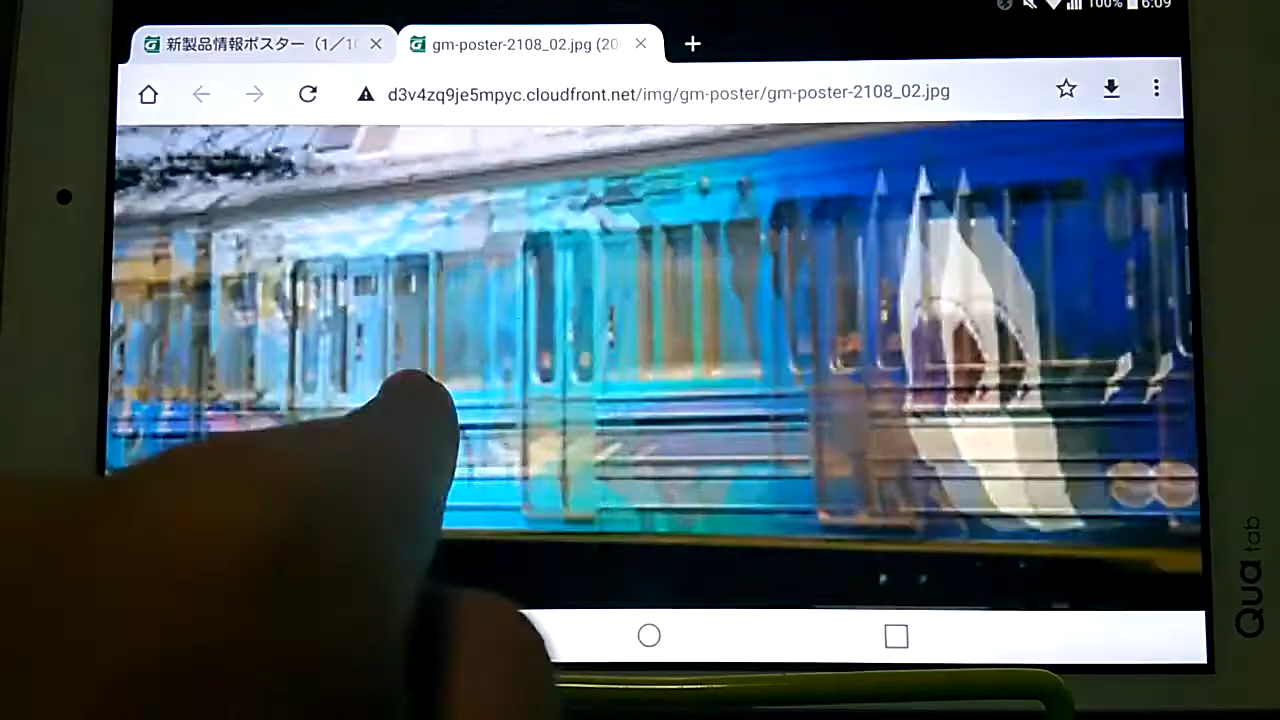 100% 6:09
新製品情報ポスター (1／1
gm-poster-2108_02.jpg (20
d3v4zq9je5mpyc.cloudfront.net/img/gm-poster/gm-poster-2108_02.jpg
Qua tab